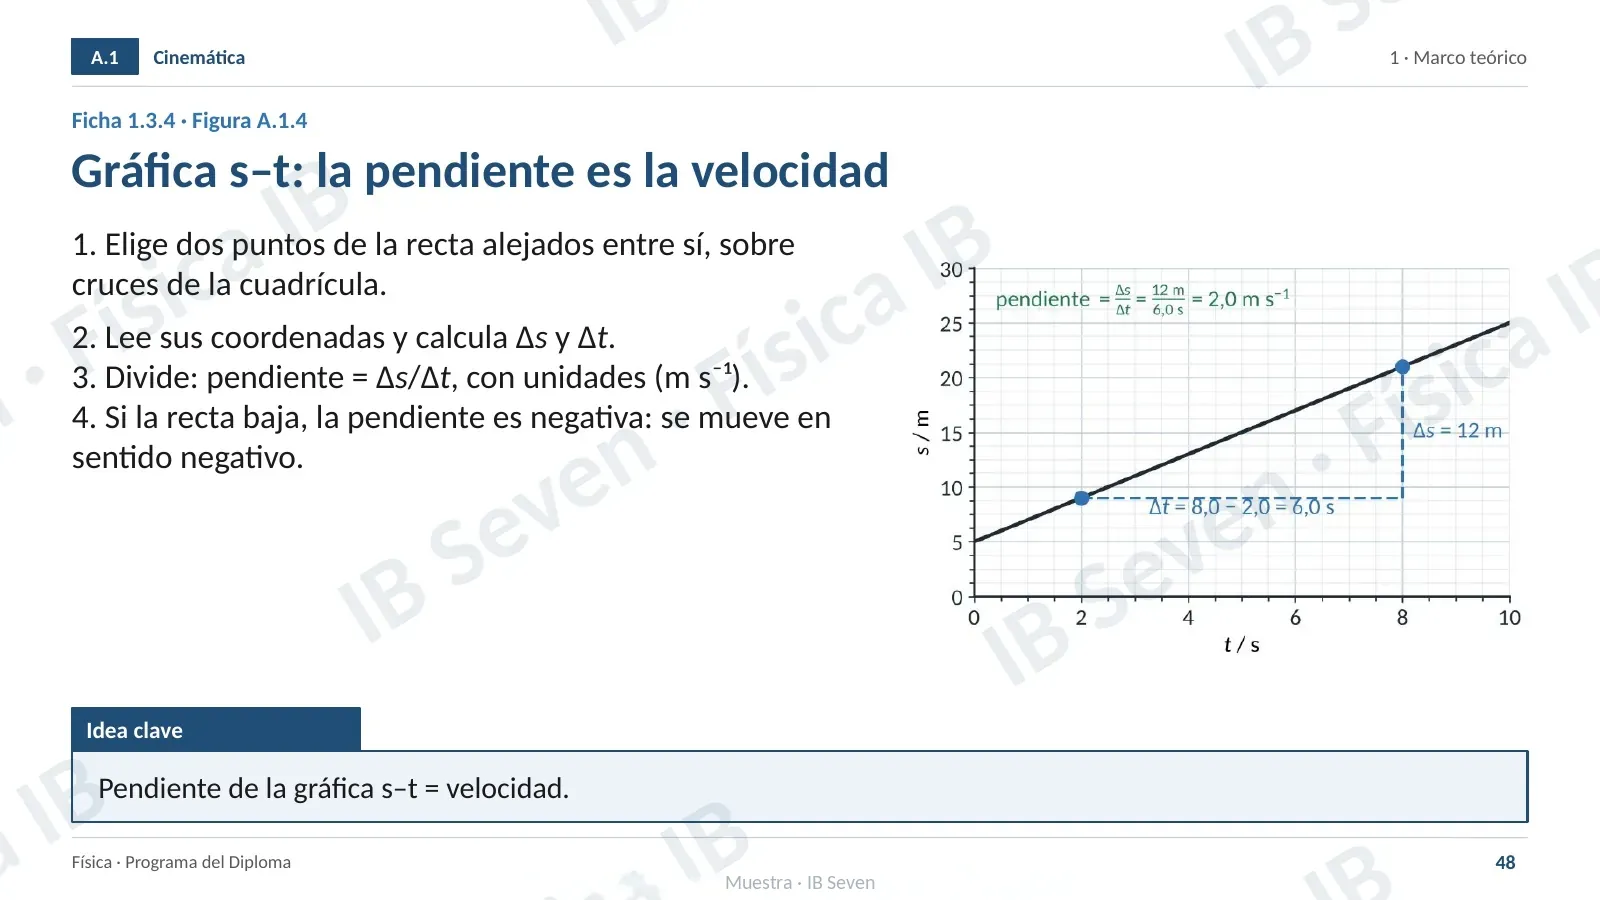 A.1 Cinemática
1 · Marco teórico
Ficha 1.3.4 · Figura A.1.4
Gráfica s–t: la pendiente es la velocidad
1. Elige dos puntos de la recta alejados entre sí, sobre
cruces de la cuadrícula.
2. Lee sus coordenadas y calcula Δs y Δt.
3. Divide: pendiente = Δs/Δt, con unidades (m s⁻¹).
4. Si la recta baja, la pendiente es negativa: se mueve en
sentido negativo.
pendiente = Δs/Δt = 12 m/6,0 s = 2,0 m s⁻¹
30
25
20
15
10
5
0
s / m
Δs = 12 m
Δt = 8,0 − 2,0 = 6,0 s
0 2 4 6 8 10
t / s
Idea clave
Pendiente de la gráfica s–t = velocidad.
Física · Programa del Diploma
48
Muestra · IB Seven
IB Seven · Física IB